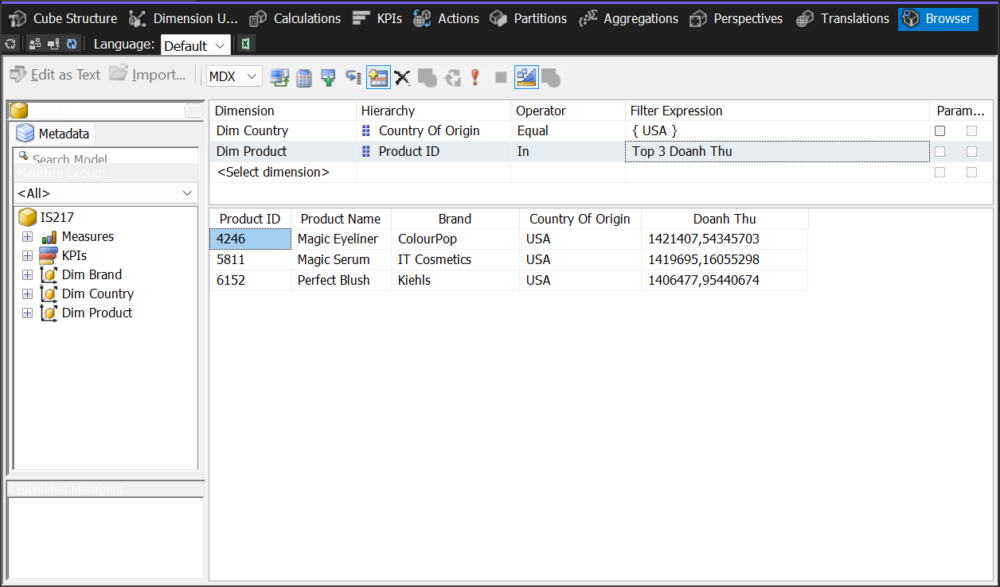 Cube Structure Dimension U... Calculations KPIs Actions Partitions Aggregations Perspectives Translations Browser
Language: Default
Edit as Text Import... MDX
Metadata
Search Model
Measure Group:
<All>
IS217
Measures
KPIs
Dim Brand
Dim Country
Dim Product
Calculated Members
Dimension Hierarchy Operator Filter Expression Param...
Dim Country Country Of Origin Equal { USA }
Dim Product Product ID In Top 3 Doanh Thu
<Select dimension>
Product ID Product Name Brand Country Of Origin Doanh Thu
4246 Magic Eyeliner ColourPop USA 1421407,54345703
5811 Magic Serum IT Cosmetics USA 1419695,16055298
6152 Perfect Blush Kiehls USA 1406477,95440674